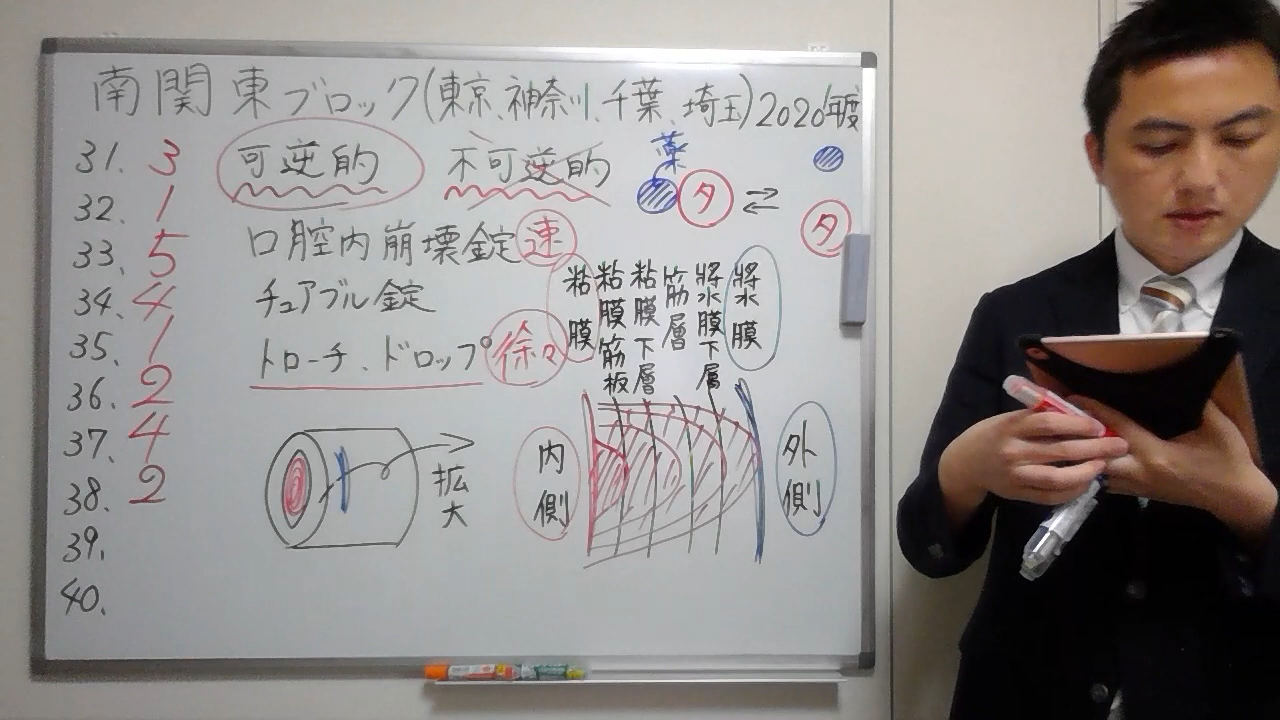 南関東ブロック(東京、神奈川、千葉、埼玉)2020年度
31. 3
32. 1
33. 5
34. 4
35. 1
36. 2
37. 4
38. 2
39.
40.
可逆的 不可逆的
薬
タ
タ
口腔内崩壊錠 速
チュアブル錠
トローチ、ドロップ 徐々
拡大
粘膜
粘膜筋板
粘膜下層
筋層
漿膜下層
漿膜
内側
外側